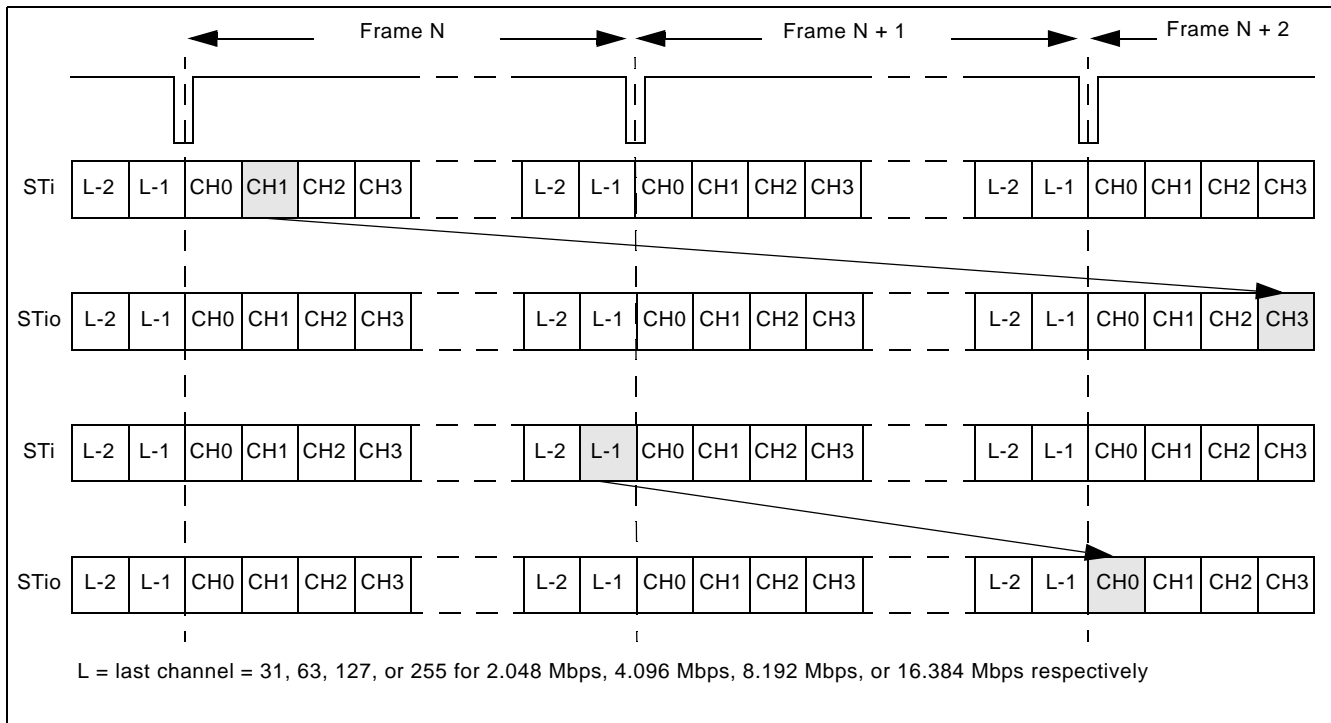 Frame N Frame N + 1 Frame N + 2
STi L-2 L-1 CH0 CH1 CH2 CH3 L-2 L-1 CH0 CH1 CH2 CH3 L-2 L-1 CH0 CH1 CH2 CH3
STio L-2 L-1 CH0 CH1 CH2 CH3 L-2 L-1 CH0 CH1 CH2 CH3 L-2 L-1 CH0 CH1 CH2 CH3
STi L-2 L-1 CH0 CH1 CH2 CH3 L-2 L-1 CH0 CH1 CH2 CH3 L-2 L-1 CH0 CH1 CH2 CH3
STio L-2 L-1 CH0 CH1 CH2 CH3 L-2 L-1 CH0 CH1 CH2 CH3 L-2 L-1 CH0 CH1 CH2 CH3
L = last channel = 31, 63, 127, or 255 for 2.048 Mbps, 4.096 Mbps, 8.192 Mbps, or 16.384 Mbps respectively